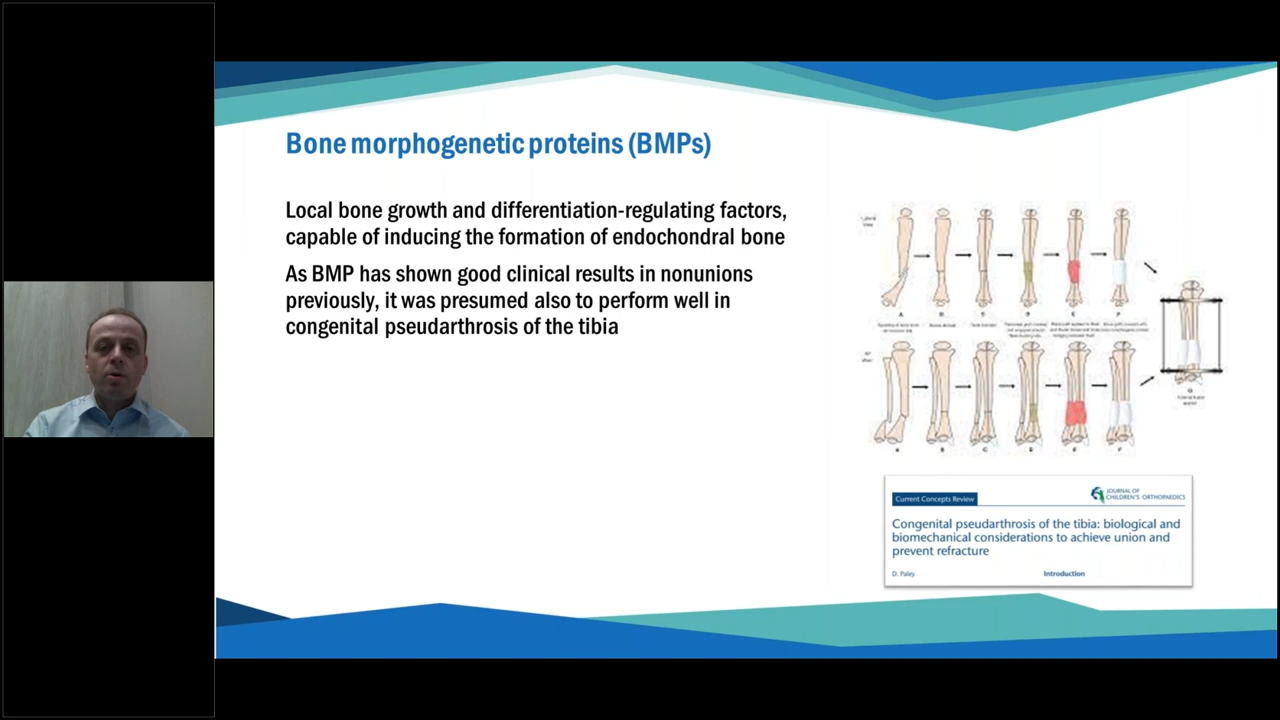 Bone morphogenetic proteins (BMPs)
Local bone growth and differentiation-regulating factors,
capable of inducing the formation of endochondral bone
As BMP has shown good clinical results in nonunions
previously, it was presumed also to perform well in
congenital pseudarthrosis of the tibia
A
D
E
F
G
A
B
C
D
E
F
Current Concepts Review
JOURNAL OF
CHILDREN'S ORTHOPAEDICS
Congenital pseudarthrosis of the tibia: biological and
biomechanical considerations to achieve union and
prevent refracture
D. Paley
Introduction